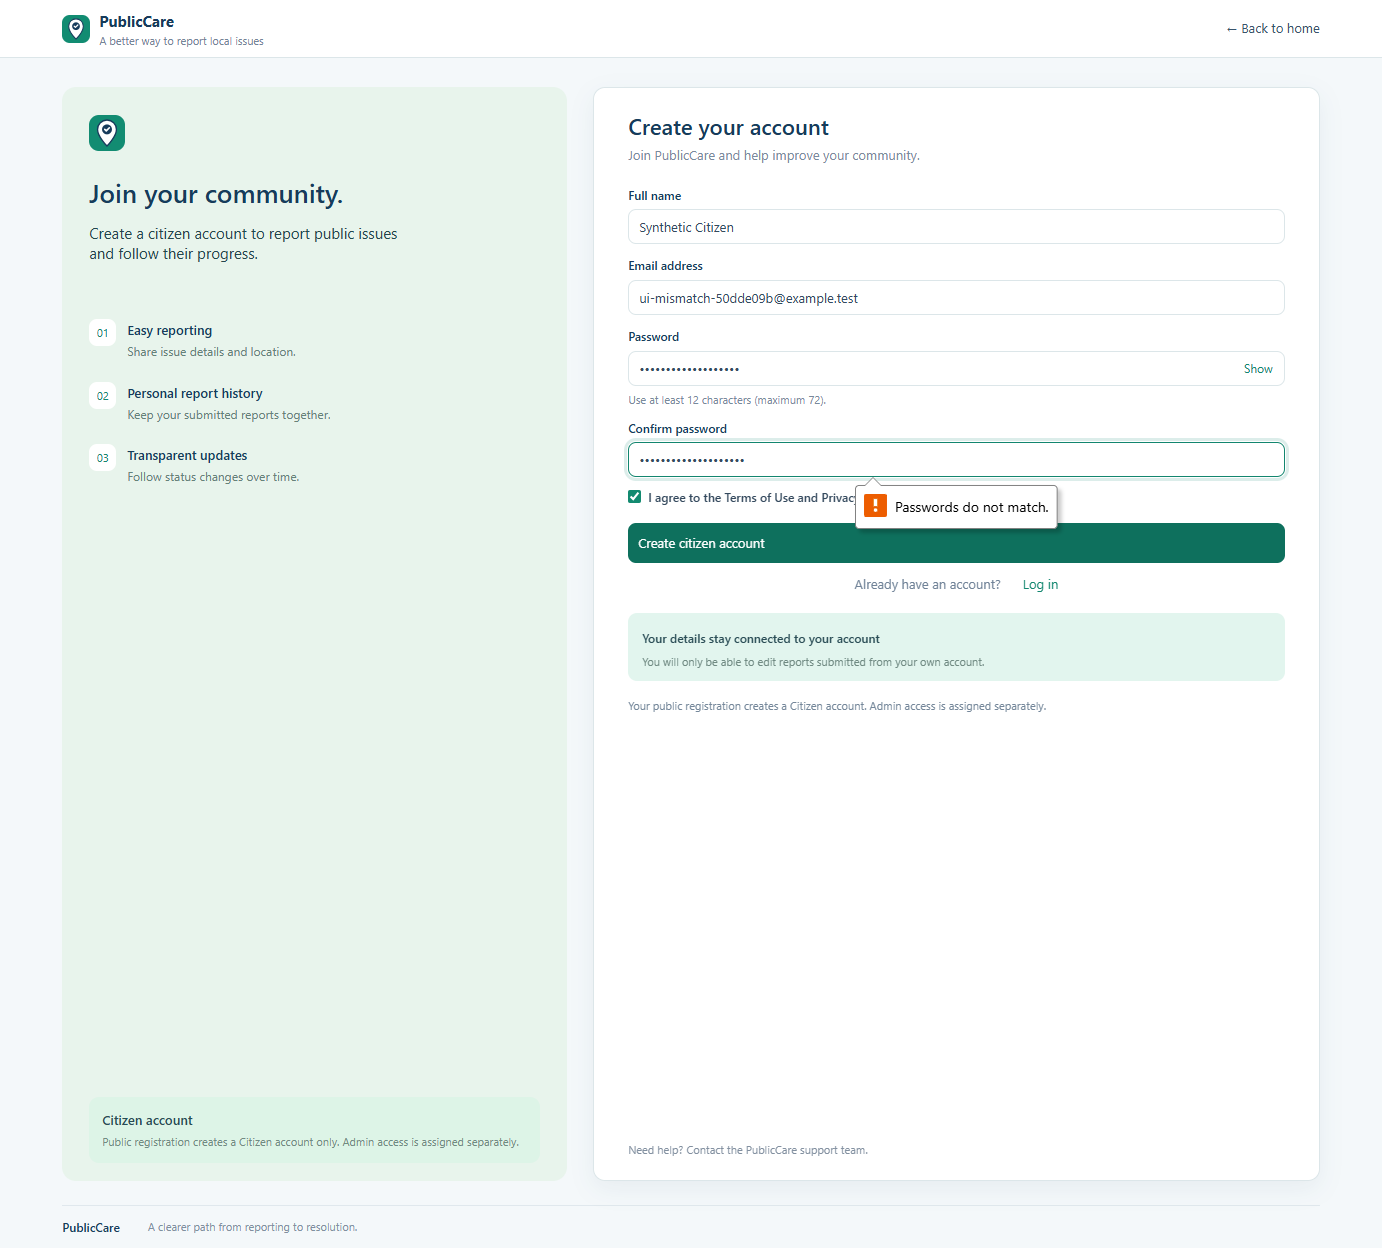 PublicCare
A better way to report local issues
← Back to home
Join your community.
Create a citizen account to report public issues
and follow their progress.
01
Easy reporting
Share issue details and location.
02
Personal report history
Keep your submitted reports together.
03
Transparent updates
Follow status changes over time.
Citizen account
Public registration creates a Citizen account only. Admin access is assigned separately.
Create your account
Join PublicCare and help improve your community.
Full name
Synthetic Citizen
Email address
ui-mismatch-50dde09b@example.test
Password
•••••••••••••••••••
Show
Use at least 12 characters (maximum 72).
Confirm password
••••••••••••••••••••
I agree to the Terms of Use and Privacy
Passwords do not match.
Create citizen account
Already have an account? Log in
Your details stay connected to your account
You will only be able to edit reports submitted from your own account.
Your public registration creates a Citizen account. Admin access is assigned separately.
Need help? Contact the PublicCare support team.
PublicCare
A clearer path from reporting to resolution.